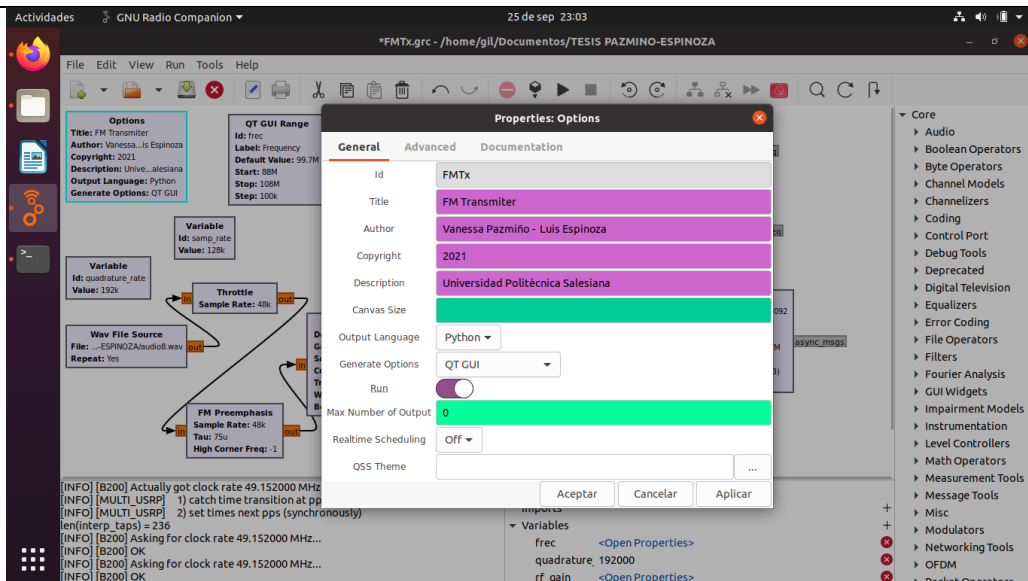 Actividades
GNU Radio Companion
25 de sep 23:03
*FMTx.grc - /home/gil/Documentos/TESIS PAZMINO-ESPINOZA
File Edit View Run Tools Help
Options
Title: FM Transmiter
Author: Vanessa...is Espinoza
Copyright: 2021
Description: Unive...alesiana
Output Language: Python
Generate Options: QT GUI
QT GUI Range
Id: frec
Label: Frequency
Default Value: 99.7M
Start: 88M
Stop: 108M
Step: 100k
Variable
Id: samp_rate
Value: 128k
Variable
Id: quadrature_rate
Value: 192k
Throttle
Sample Rate: 48k
in
out
Wav File Source
File: ...-ESPINOZA/audio8.wav
Repeat: Yes
out
in
FM Preemphasis
Sample Rate: 48k
Tau: 75u
High Corner Freq: -1
in
out
async_msgs
Properties: Options
General Advanced Documentation
Id FMTx
Title FM Transmiter
Author Vanessa Pazmiño - Luis Espinoza
Copyright 2021
Description Universidad Politècnica Salesiana
Canvas Size
Output Language Python
Generate Options QT GUI
Run
Max Number of Output 0
Realtime Scheduling Off
QSS Theme ...
Aceptar Cancelar Aplicar
[INFO] [B200] Actually got clock rate 49.152000 MHz
[INFO] [MULTI_USRP] 1) catch time transition at pp
[INFO] [MULTI_USRP] 2) set times next pps (synchronously)
len(interp_taps) = 236
[INFO] [B200] Asking for clock rate 49.152000 MHz...
[INFO] [B200] OK
[INFO] [B200] Asking for clock rate 49.152000 MHz...
[INFO] [B200] OK
Imports
Variables
frec <Open Properties>
quadrature_ 192000
rf_gain <Open Properties>
Core
Audio
Boolean Operators
Byte Operators
Channel Models
Channelizers
Coding
Control Port
Debug Tools
Deprecated
Digital Television
Equalizers
Error Coding
File Operators
Filters
Fourier Analysis
GUI Widgets
Impairment Models
Instrumentation
Level Controllers
Math Operators
Measurement Tools
Message Tools
Misc
Modulators
Networking Tools
OFDM
Packet Operators